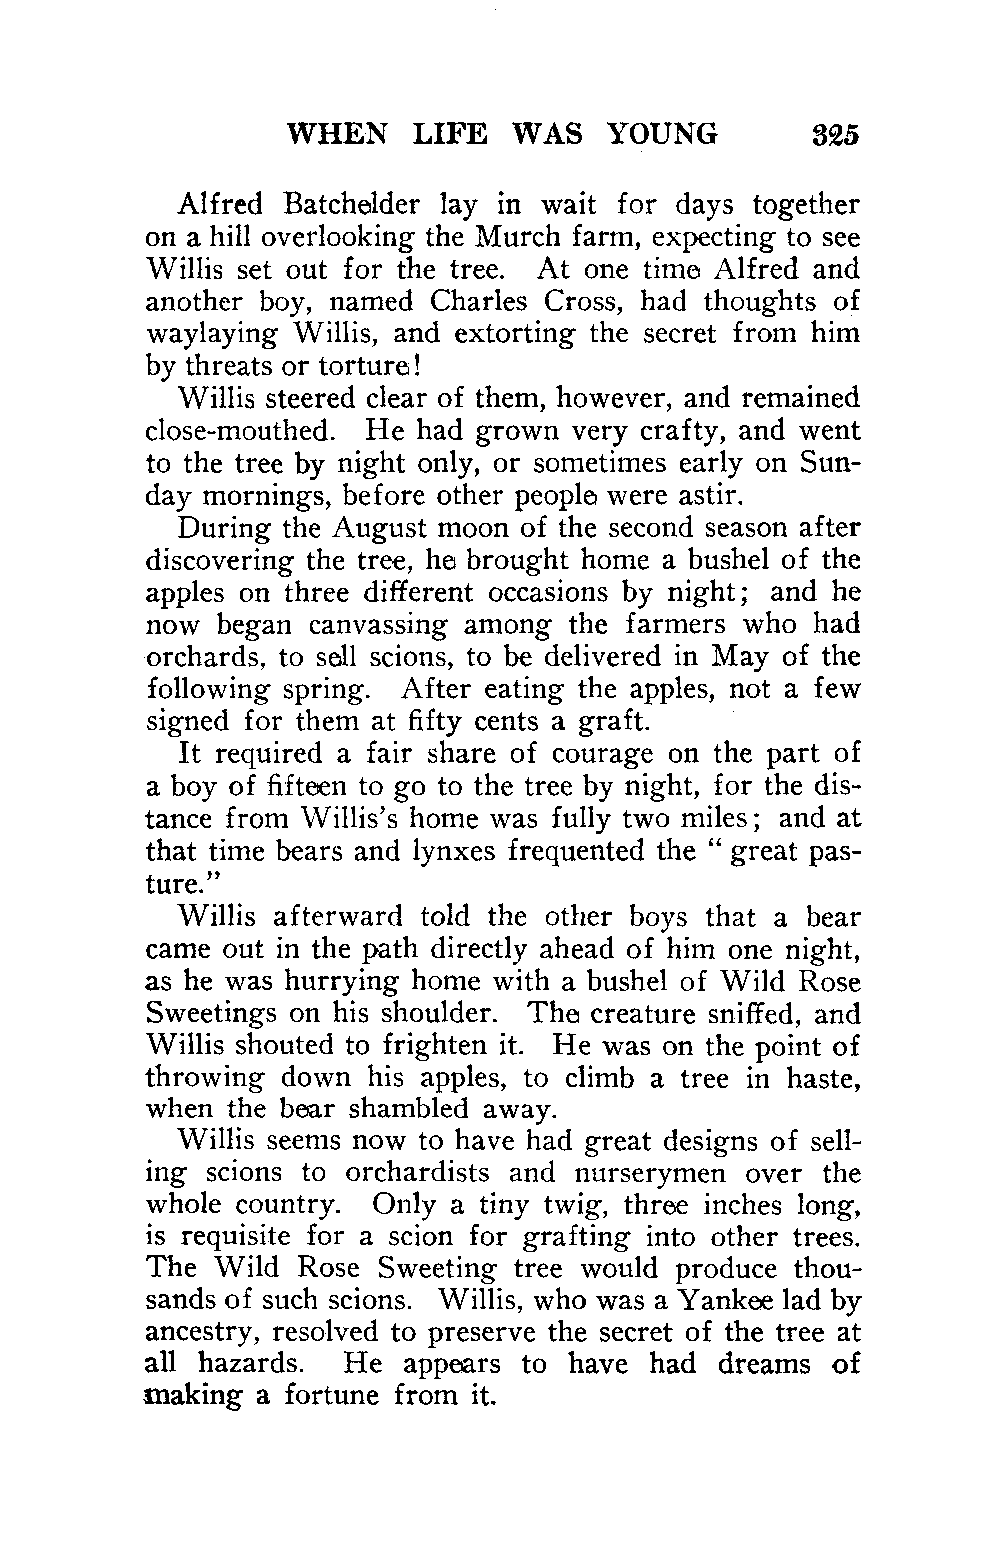 WHEN LIFE WAS YOUNG 325
Alfred Batchelder lay in wait for days together
on a hill overlooking the Murch farm, expecting to see
Willis set out for the tree. At one time Alfred and
another boy, named Charles Cross, had thoughts of
waylaying Willis, and extorting the secret from him
by threats or torture!
Willis steered clear of them, however, and remained
close-mouthed. He had grown very crafty, and went
to the tree by night only, or sometimes early on Sun-
day mornings, before other people were astir.
During the August moon of the second season after
discovering the tree, he brought home a bushel of the
apples on three different occasions by night; and he
now began canvassing among the farmers who had
orchards, to sell scions, to be delivered in May of the
following spring. After eating the apples, not a few
signed for them at fifty cents a graft.
It required a fair share of courage on the part of
a boy of fifteen to go to the tree by night, for the dis-
tance from Willis's home was fully two miles; and at
that time bears and lynxes frequented the " great pas-
ture."
Willis afterward told the other boys that a bear
came out in the path directly ahead of him one night,
as he was hurrying home with a bushel of Wild Rose
Sweetings on his shoulder. The creature sniffed, and
Willis shouted to frighten it. He was on the point of
throwing down his apples, to climb a tree in haste,
when the bear shambled away.
Willis seems now to have had great designs of sell-
ing scions to orchardists and nurserymen over the
whole country. Only a tiny twig, three inches long,
is requisite for a scion for grafting into other trees.
The Wild Rose Sweeting tree would produce thou-
sands of such scions. Willis, who was a Yankee lad by
ancestry, resolved to preserve the secret of the tree at
all hazards. He appears to have had dreams of
making a fortune from it.